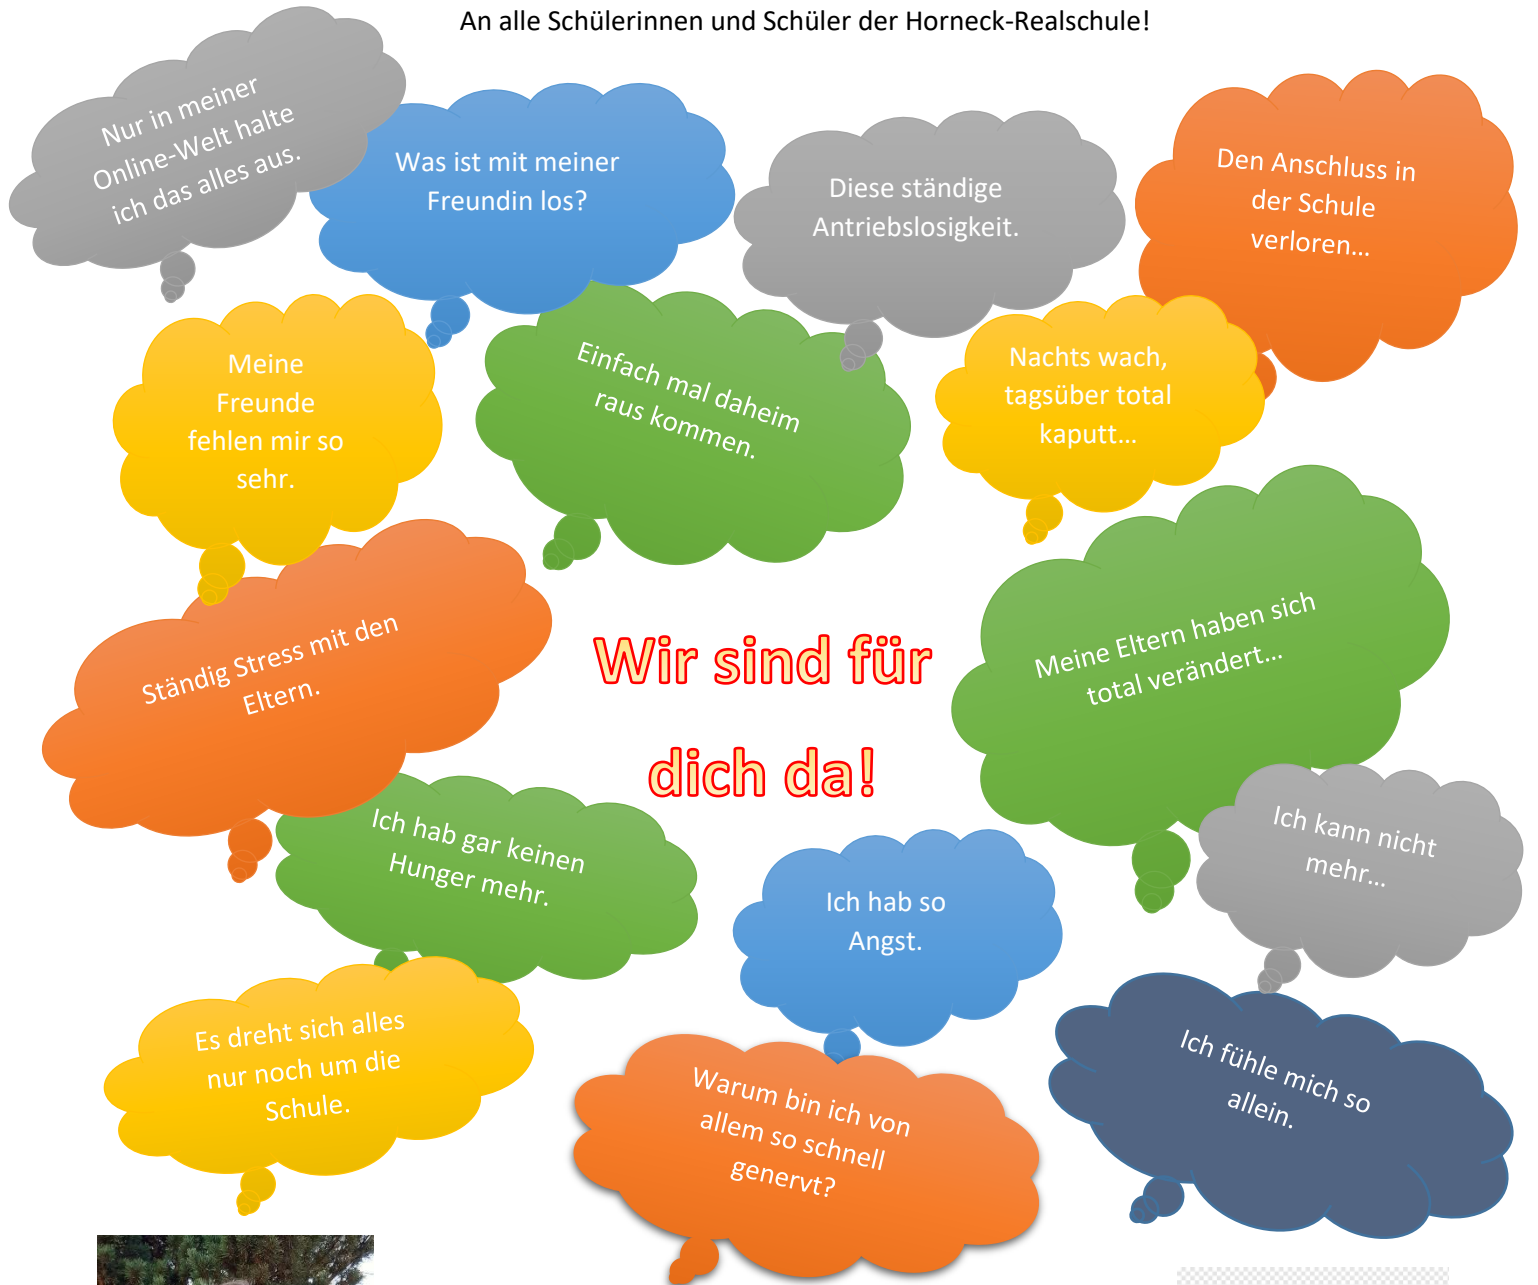 An alle Schülerinnen und Schüler der Horneck-Realschule!
Nur in meiner
Online-Welt halte
ich das alles aus.
Was ist mit meiner
Freundin los?
Diese ständige
Antriebslosigkeit.
Den Anschluss in
der Schule
verloren…
Meine
Freunde
fehlen mir so
sehr.
Einfach mal daheim
raus kommen.
Nachts wach,
tagsüber total
kaputt…
Ständig Stress mit den
Eltern.
Wir sind für
dich da!
Meine Eltern haben sich
total verändert…
Ich hab gar keinen
Hunger mehr.
Ich hab so
Angst.
Ich kann nicht
mehr…
Es dreht sich alles
nur noch um die
Schule.
Warum bin ich von
allem so schnell
genervt?
Ich fühle mich so
allein.